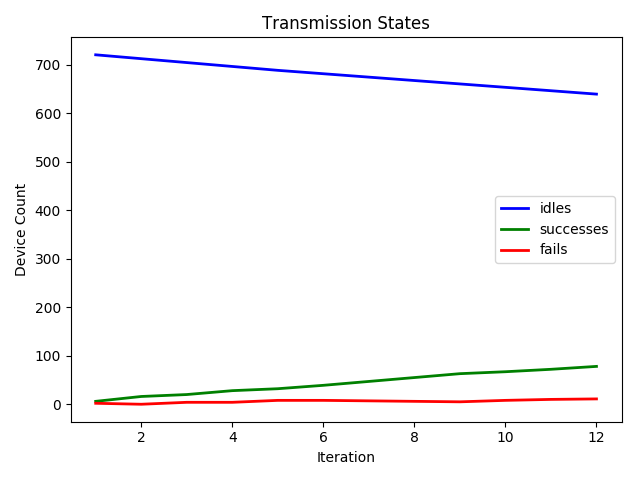 Transmission States
Device Count
700
600
500
400
300
200
100
0
idles
successes
fails
2 4 6 8 10 12
Iteration